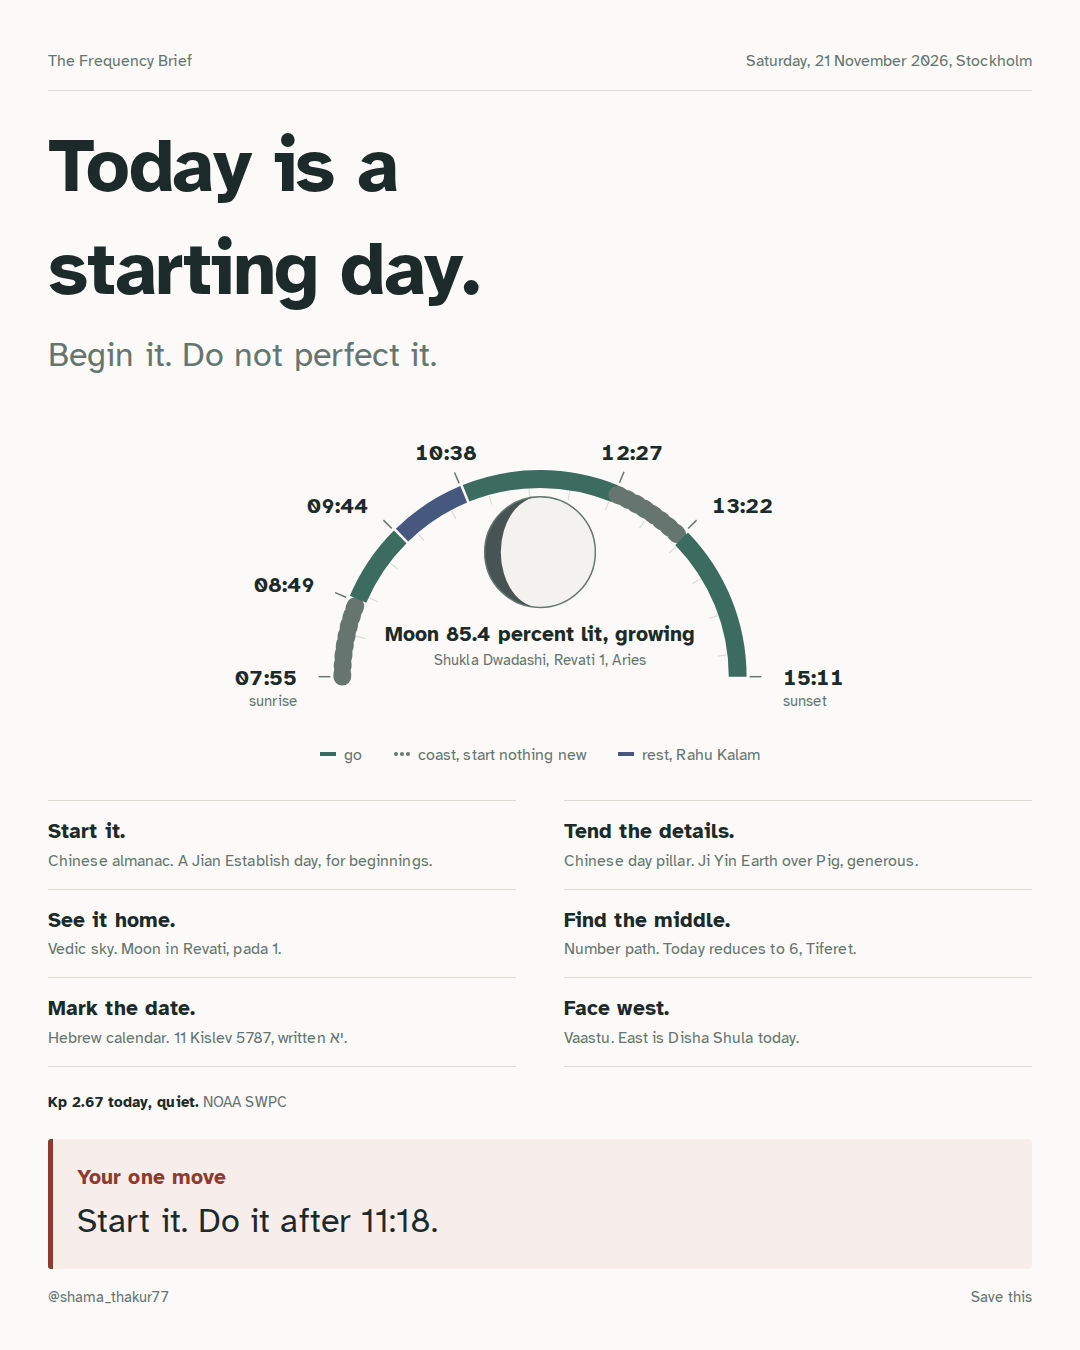 The Frequency Brief
Saturday, 21 November 2026, Stockholm
Today is a
starting day.
Begin it. Do not perfect it.
10:38
12:27
09:44
13:22
08:49
Moon 85.4 percent lit, growing
Shukla Dwadashi, Revati 1, Aries
07:55
sunrise
15:11
sunset
go
coast, start nothing new
rest, Rahu Kalam
Start it.
Chinese almanac. A Jian Establish day, for beginnings.
Tend the details.
Chinese day pillar. Ji Yin Earth over Pig, generous.
See it home.
Vedic sky. Moon in Revati, pada 1.
Find the middle.
Number path. Today reduces to 6, Tiferet.
Mark the date.
Hebrew calendar. 11 Kislev 5787, written יא.
Face west.
Vaastu. East is Disha Shula today.
Kp 2.67 today, quiet. NOAA SWPC
Your one move
Start it. Do it after 11:18.
@shama_thakur77
Save this